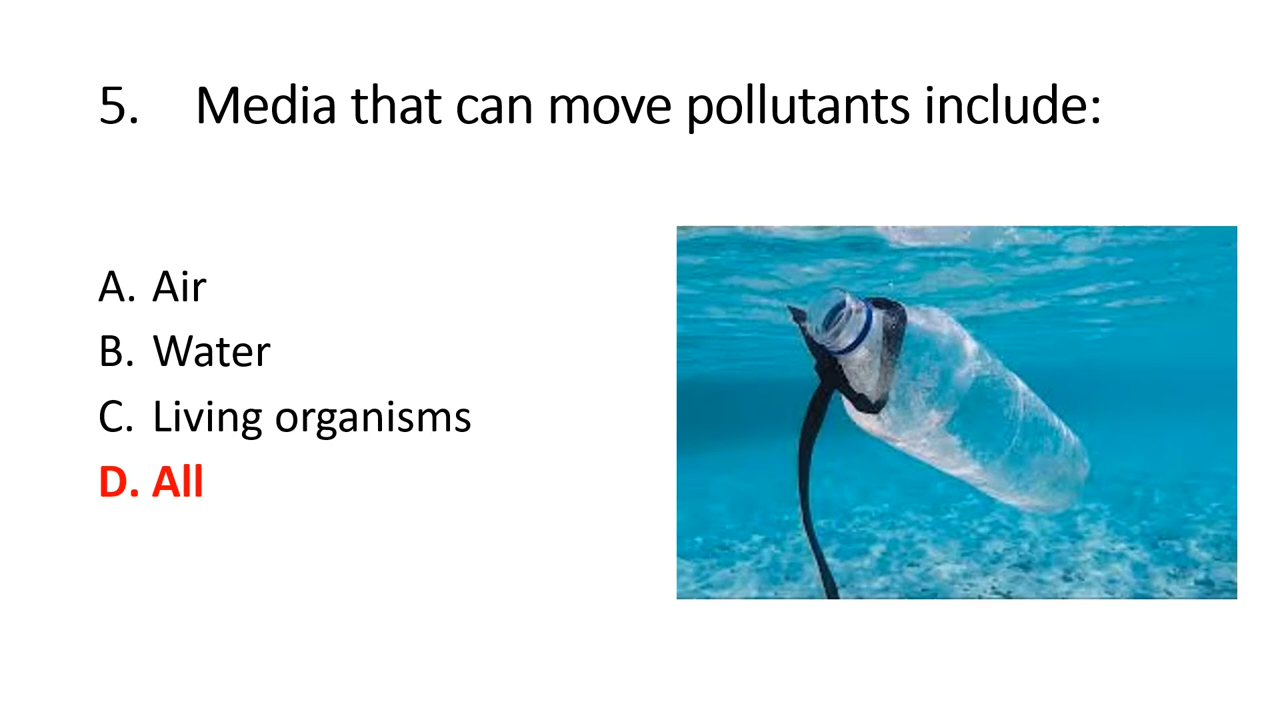 5. Media that can move pollutants include:
A. Air
B. Water
C. Living organisms
D. All